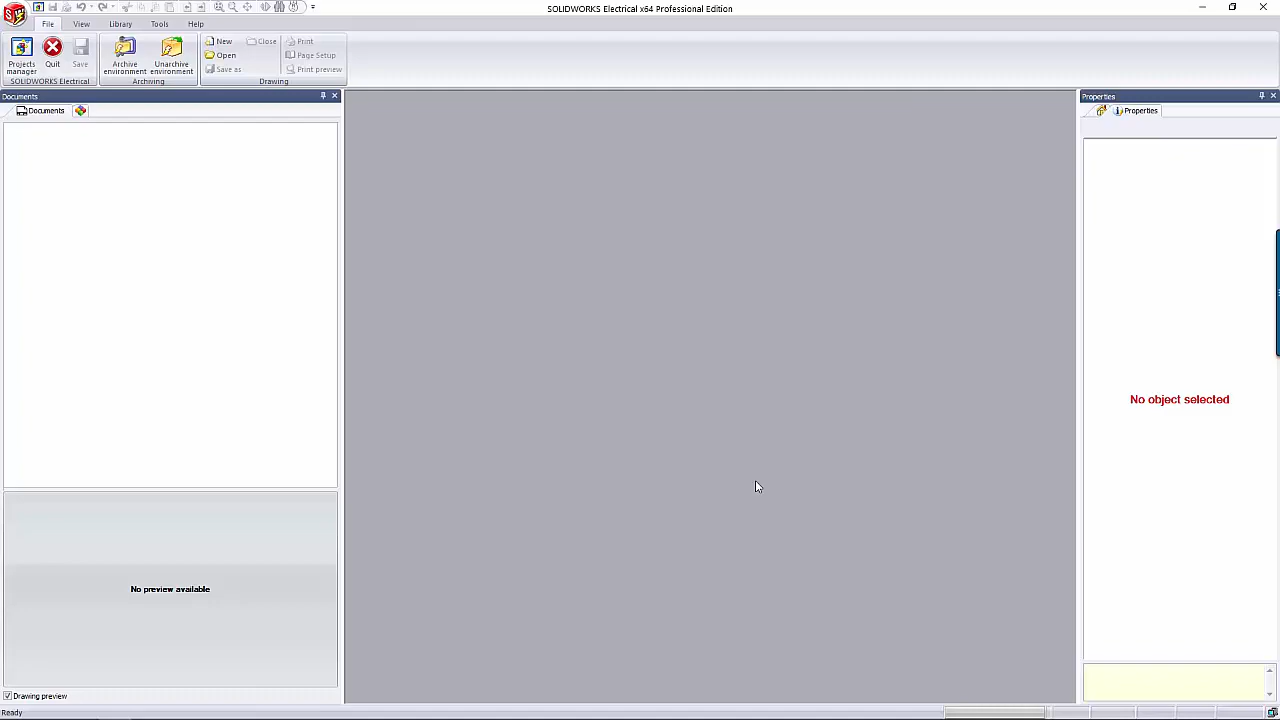 SOLIDWORKS Electrical x64 Professional Edition
File View Library Tools Help
Projects manager
Quit
Save
SOLIDWORKS Electrical
Archive environment
Unarchive environment
Archiving
New
Close
Print
Open
Page Setup
Save as
Print preview
Drawing
Documents
Properties
Documents
Properties
No object selected
No preview available
Drawing preview
Ready